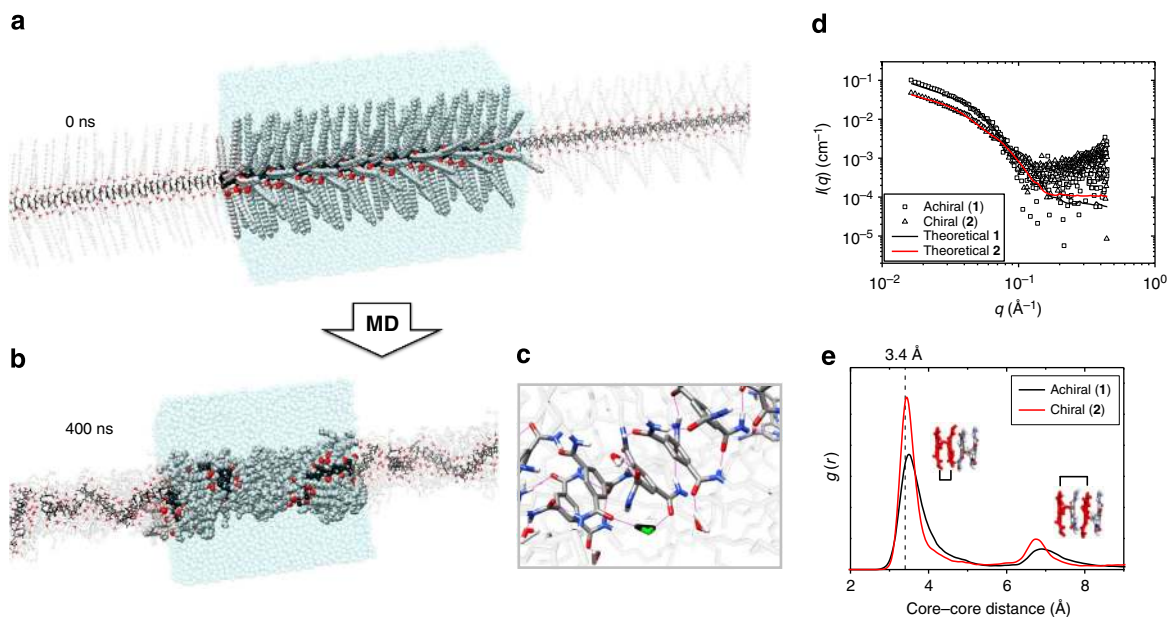 a
0 ns
MD
b
400 ns
c
d
I(q) (cm⁻¹)
10⁻¹
10⁻²
10⁻³
10⁻⁴
10⁻⁵
Achiral (1)
Chiral (2)
Theoretical 1
Theoretical 2
10⁻²
10⁻¹
10⁰
q (Å⁻¹)
e
3.4 Å
Achiral (1)
Chiral (2)
g (r)
2
4
6
8
Core–core distance (Å)